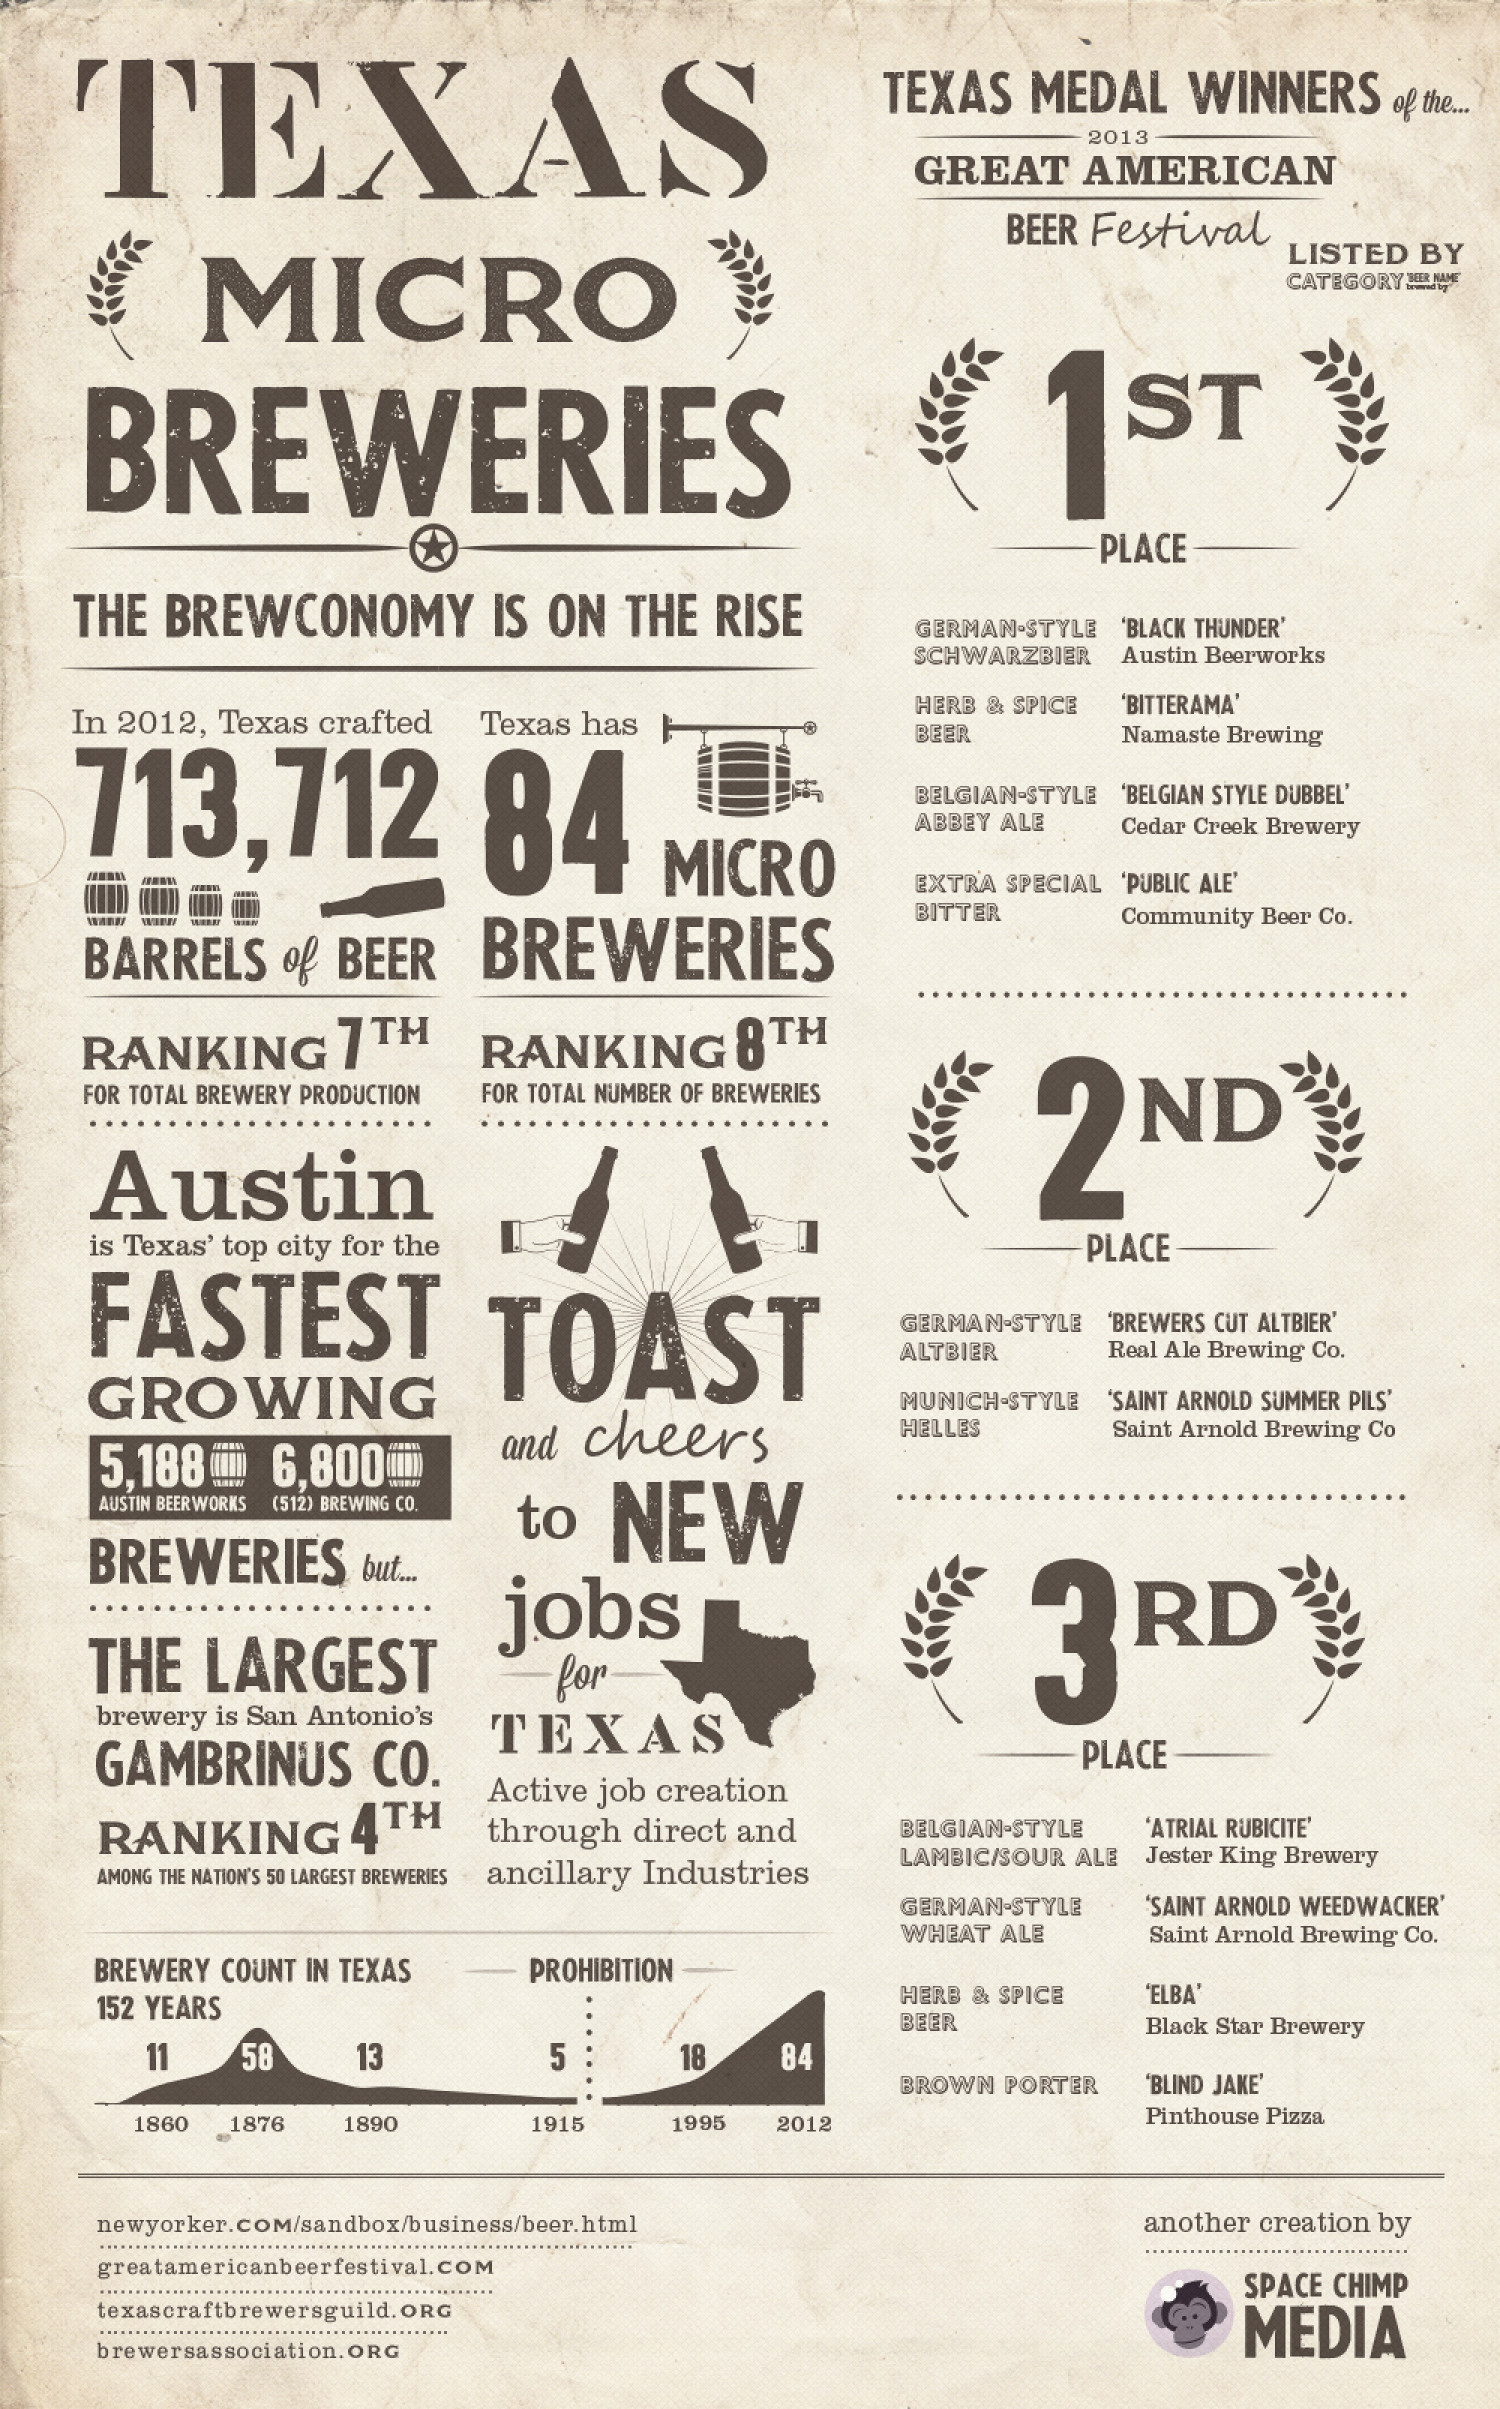 TEXAS
MICRO
BREWERIES
THE BREWCONOMY IS ON THE RISE
In 2012, Texas crafted
713,712
BARRELS of BEER
RANKING 7TH
FOR TOTAL BREWERY PRODUCTION
Texas has
84
MICRO
BREWERIES
RANKING 8TH
FOR TOTAL NUMBER OF BREWERIES
Austin
is Texas' top city for the
FASTEST
GROWING
5,188 6,800
AUSTIN BEERWORKS (512) BREWING CO.
BREWERIES but...
THE LARGEST
brewery is San Antonio's
GAMBRINUS CO.
RANKING 4TH
AMONG THE NATION'S 50 LARGEST BREWERIES
TOAST
and cheers
to NEW
jobs
for
TEXAS
Active job creation
through direct and
ancillary Industries
BREWERY COUNT IN TEXAS
152 YEARS
PROHIBITION
11 58 13 5 18 84
1860 1876 1890 1915 1995 2012
TEXAS MEDAL WINNERS of the...
2013
GREAT AMERICAN
BEER Festival
LISTED BY
CATEGORY 'BEER NAME'
brewed by
1ST
PLACE
GERMAN-STYLE 'BLACK THUNDER'
SCHWARZBIER Austin Beerworks
HERB & SPICE 'BITTERAMA'
BEER Namaste Brewing
BELGIAN-STYLE 'BELGIAN STYLE DUBBEL'
ABBEY ALE Cedar Creek Brewery
EXTRA SPECIAL 'PUBLIC ALE'
BITTER Community Beer Co.
2ND
PLACE
GERMAN-STYLE 'BREWERS CUT ALTBIER'
ALTBIER Real Ale Brewing Co.
MUNICH-STYLE 'SAINT ARNOLD SUMMER PILS'
HELLES Saint Arnold Brewing Co
3RD
PLACE
BELGIAN-STYLE 'ATRIAL RUBICITE'
LAMBIC/SOUR ALE Jester King Brewery
GERMAN-STYLE 'SAINT ARNOLD WEEDWACKER'
WHEAT ALE Saint Arnold Brewing Co.
HERB & SPICE 'ELBA'
BEER Black Star Brewery
BROWN PORTER 'BLIND JAKE'
Pinthouse Pizza
newyorker.COM/sandbox/business/beer.html
greatamericanbeerfestival.COM
texascraftbrewersguild.ORG
brewersassociation.ORG
another creation by
SPACE CHIMP
MEDIA